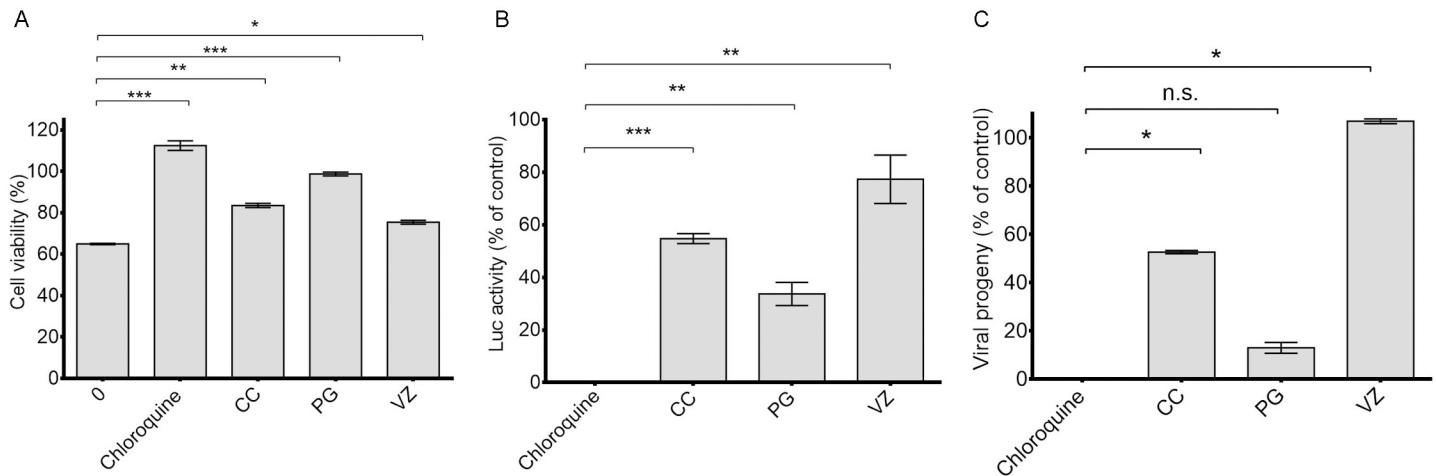 A
*
***
**
***
Cell viability (%)
120
100
80
60
40
20
0
0
Chloroquine
CC
PG
VZ
B
**
**
***
Luc activity (% of control)
100
80
60
40
20
0
Chloroquine
CC
PG
VZ
C
*
n.s.
*
Viral progeny (% of control)
100
80
60
40
20
0
Chloroquine
CC
PG
VZ